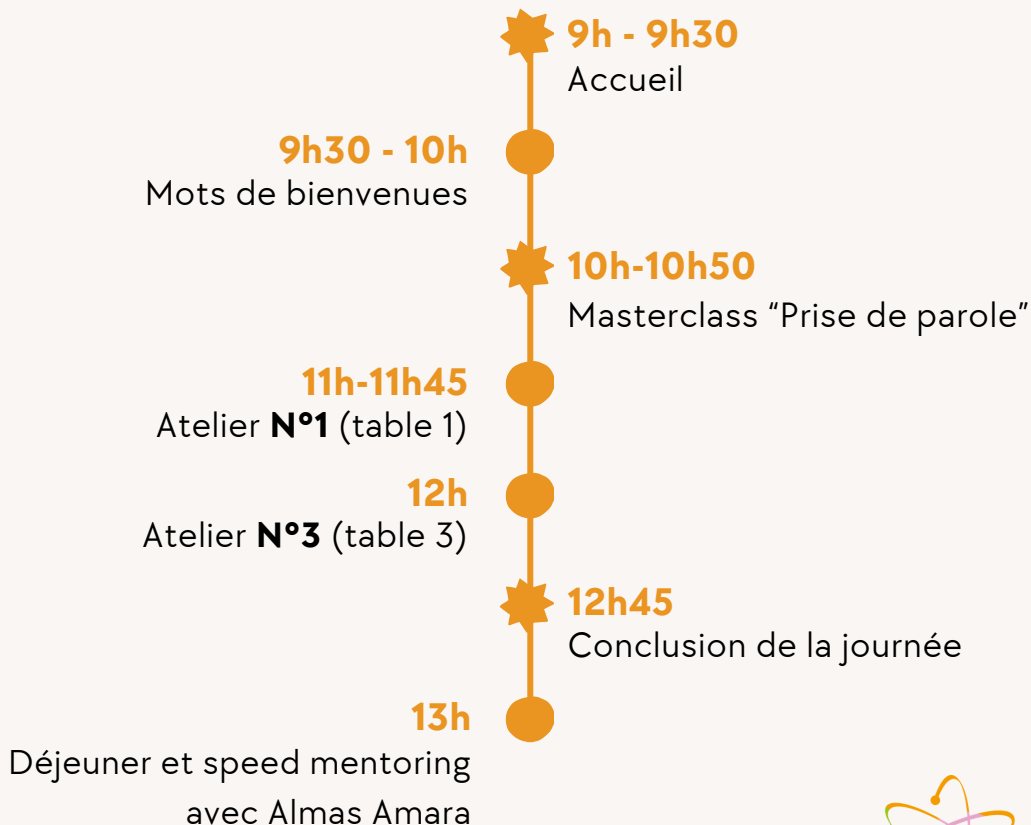 9h - 9h30
Accueil
9h30 - 10h
Mots de bienvenues
10h-10h50
Masterclass “Prise de parole”
11h-11h45
Atelier N°1 (table 1)
12h
Atelier N°3 (table 3)
12h45
Conclusion de la journée
13h
Déjeuner et speed mentoring
avec Almas Amara